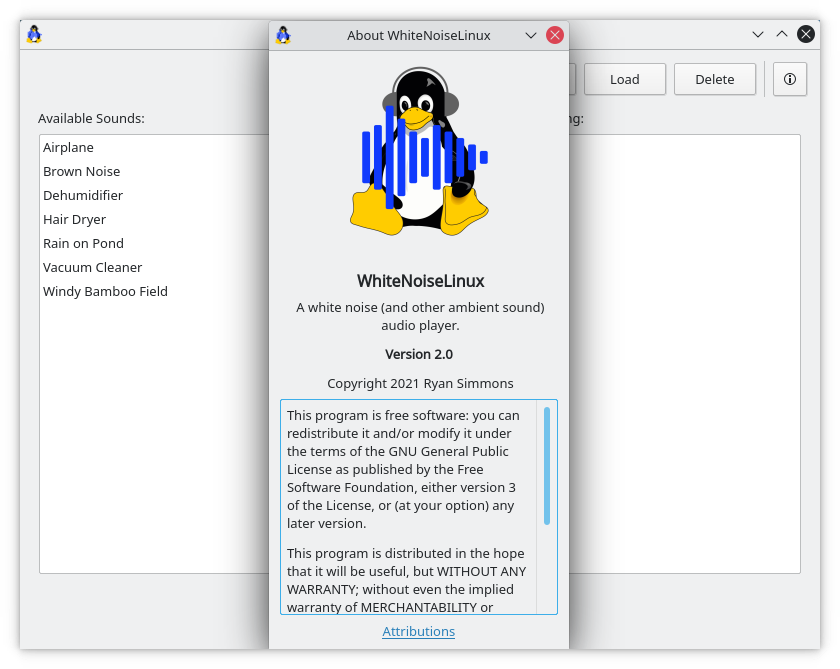 About WhiteNoiseLinux
Load
Delete
Available Sounds:
Airplane
Brown Noise
Dehumidifier
Hair Dryer
Rain on Pond
Vacuum Cleaner
Windy Bamboo Field
WhiteNoiseLinux
A white noise (and other ambient sound)
audio player.
Version 2.0
Copyright 2021 Ryan Simmons
This program is free software: you can
redistribute it and/or modify it under
the terms of the GNU General Public
License as published by the Free
Software Foundation, either version 3
of the License, or (at your option) any
later version.
This program is distributed in the hope
that it will be useful, but WITHOUT ANY
WARRANTY; without even the implied
warranty of MERCHANTABILITY or
Attributions